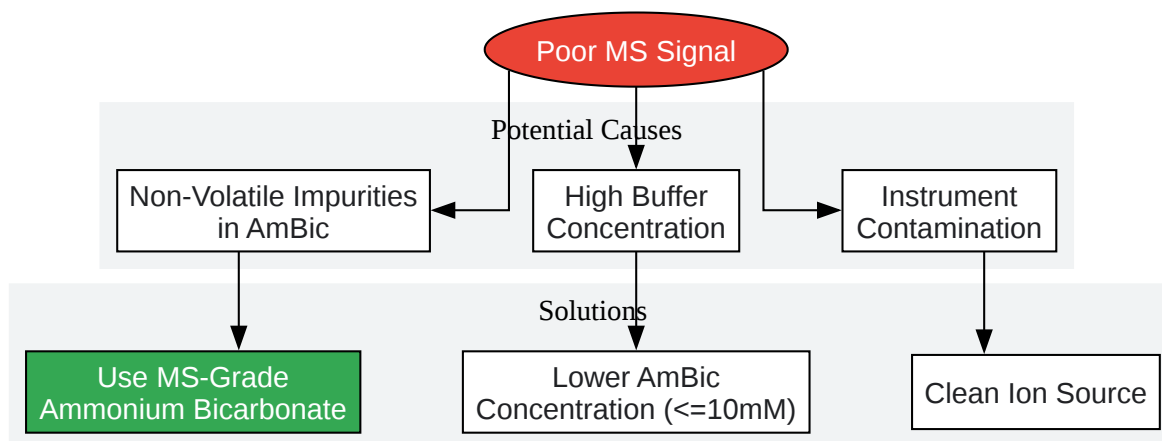 Poor MS Signal
Potential Causes
Non-Volatile Impurities
in AmBic
High Buffer
Concentration
Instrument
Contamination
Solutions
Use MS-Grade
Ammonium Bicarbonate
Lower AmBic
Concentration (<=10mM)
Clean Ion Source